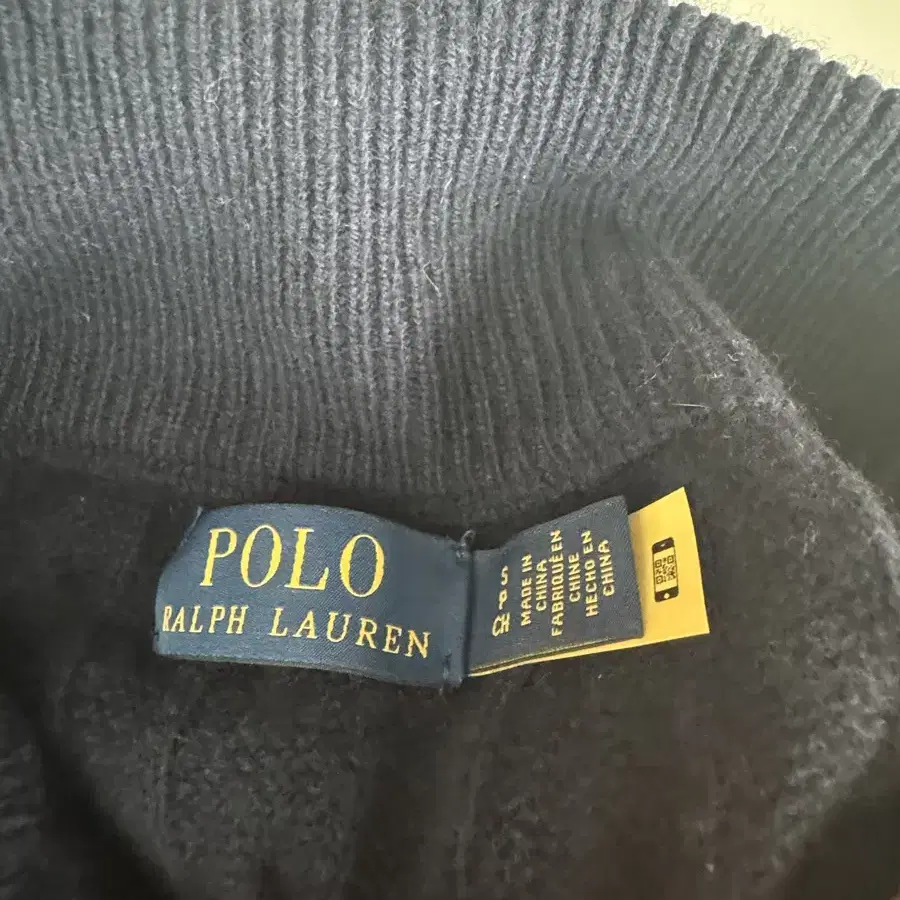 POLO
RALPH LAUREN
S
P
CH
MADE IN
CHINA
FABRIQUÉ EN
CHINE
HECHO EN
CHINA